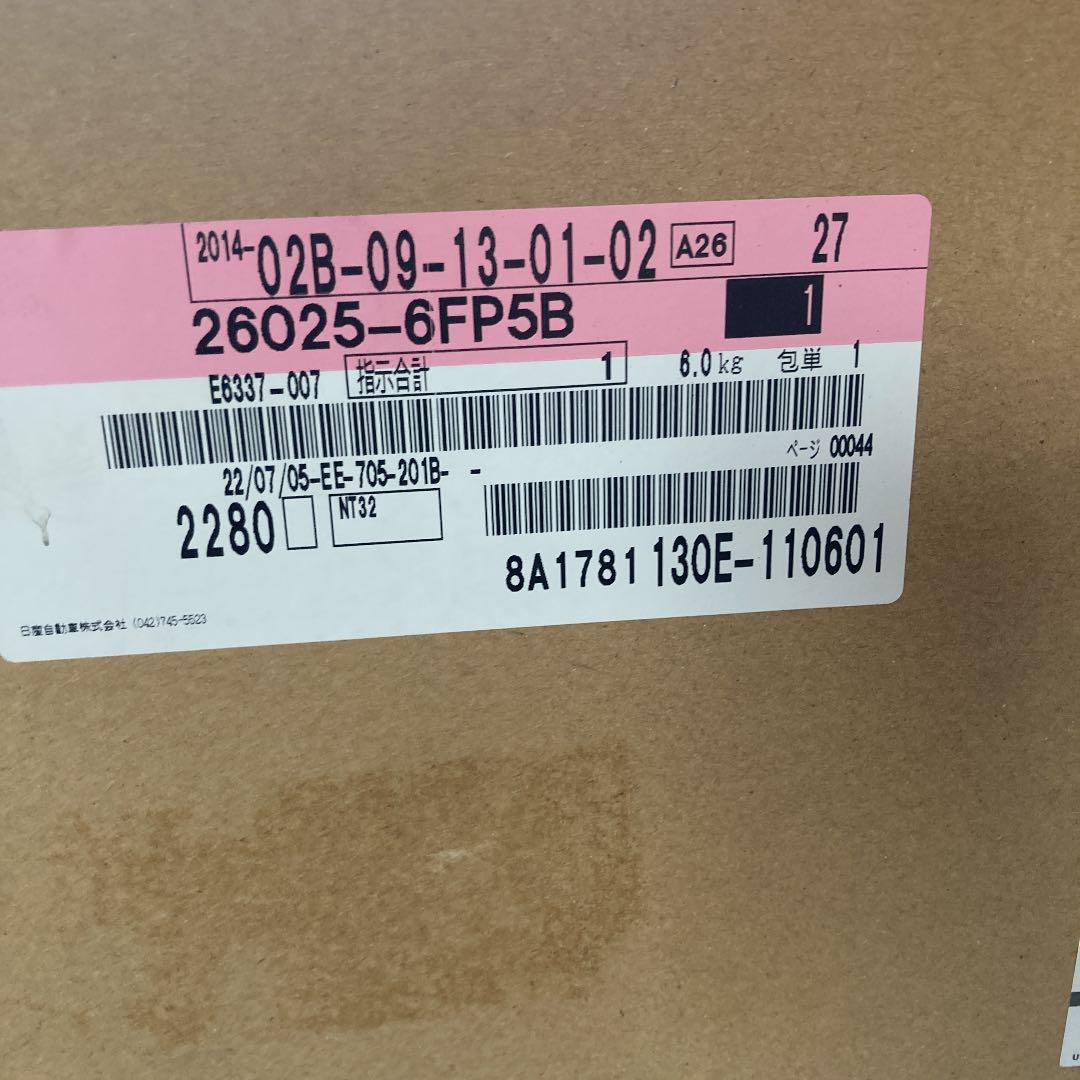 2014-02B-09-13-01-02 A26 27
26025-6FP5B 1
E6337-007 指示合計 1 6.0kg 包単 1
ページ 00044
22/07/05-EE-705-201B- -
2280 NT32
8A1781 130E-110601
日産自動車株式会社 (042)745-5523